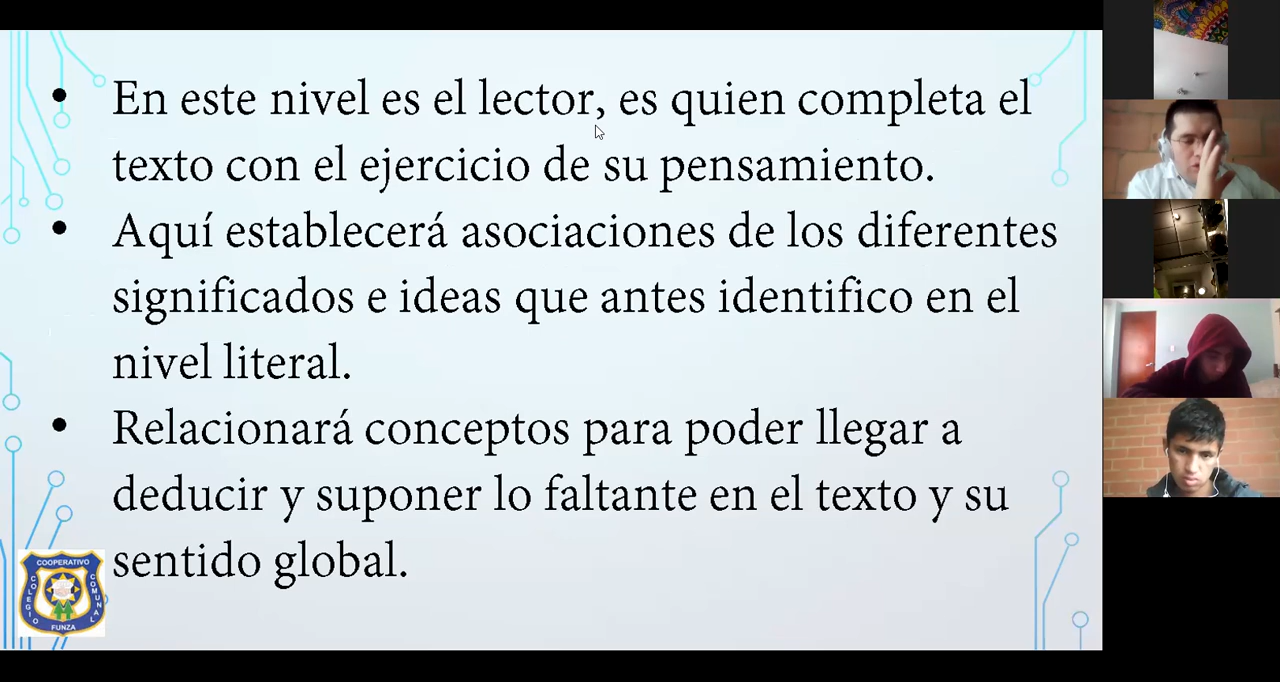 • En este nivel es el lector, es quien completa el
texto con el ejercicio de su pensamiento.
• Aquí establecerá asociaciones de los diferentes
significados e ideas que antes identifico en el
nivel literal.
• Relacionará conceptos para poder llegar a
deducir y suponer lo faltante en el texto y su
sentido global.
COOPERATIVO
COLEGIO
COMUNAL
FUNZA